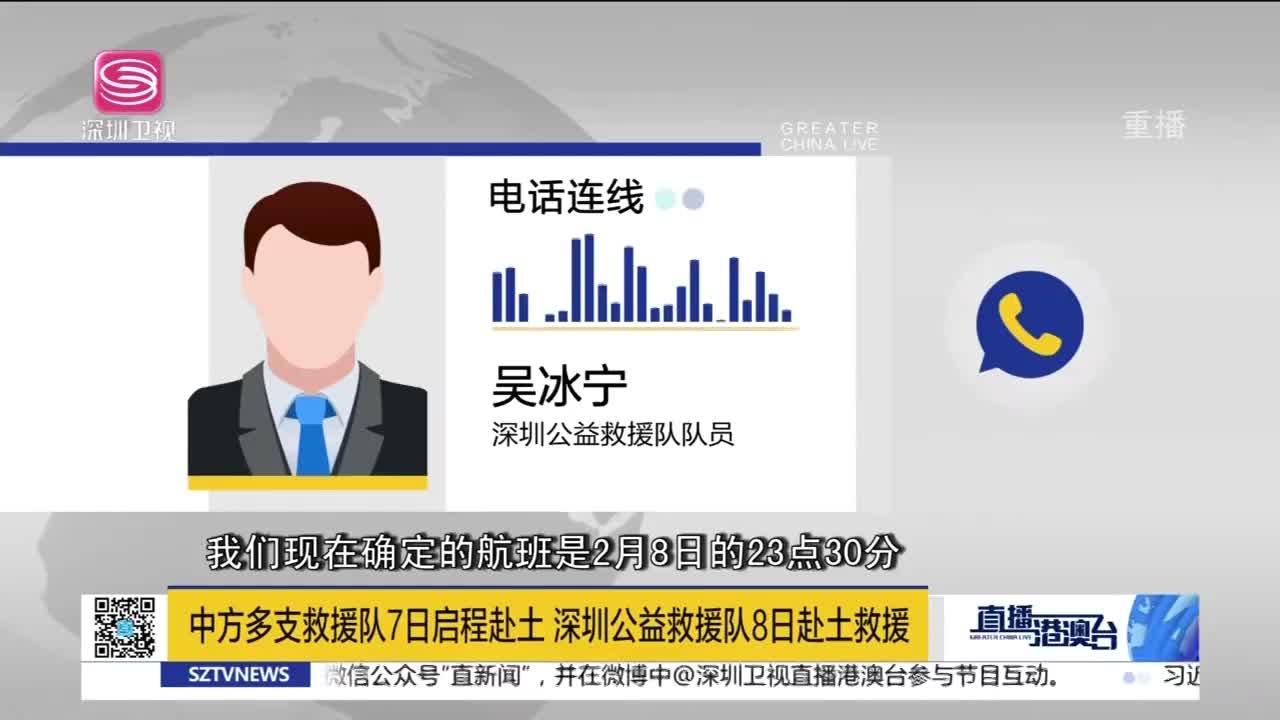 深圳卫视
GREATER
CHINA LIVE
重播
电话连线
吴冰宁
深圳公益救援队队员
我们现在确定的航班是2月8日的23点30分
中方多支救援队7日启程赴土 深圳公益救援队8日赴土救援
直播港澳台
GREATER CHINA LIVE
SZTVNEWS
微信公众号“直新闻”，并在微博中@深圳卫视直播港澳台参与节目互动。
习近